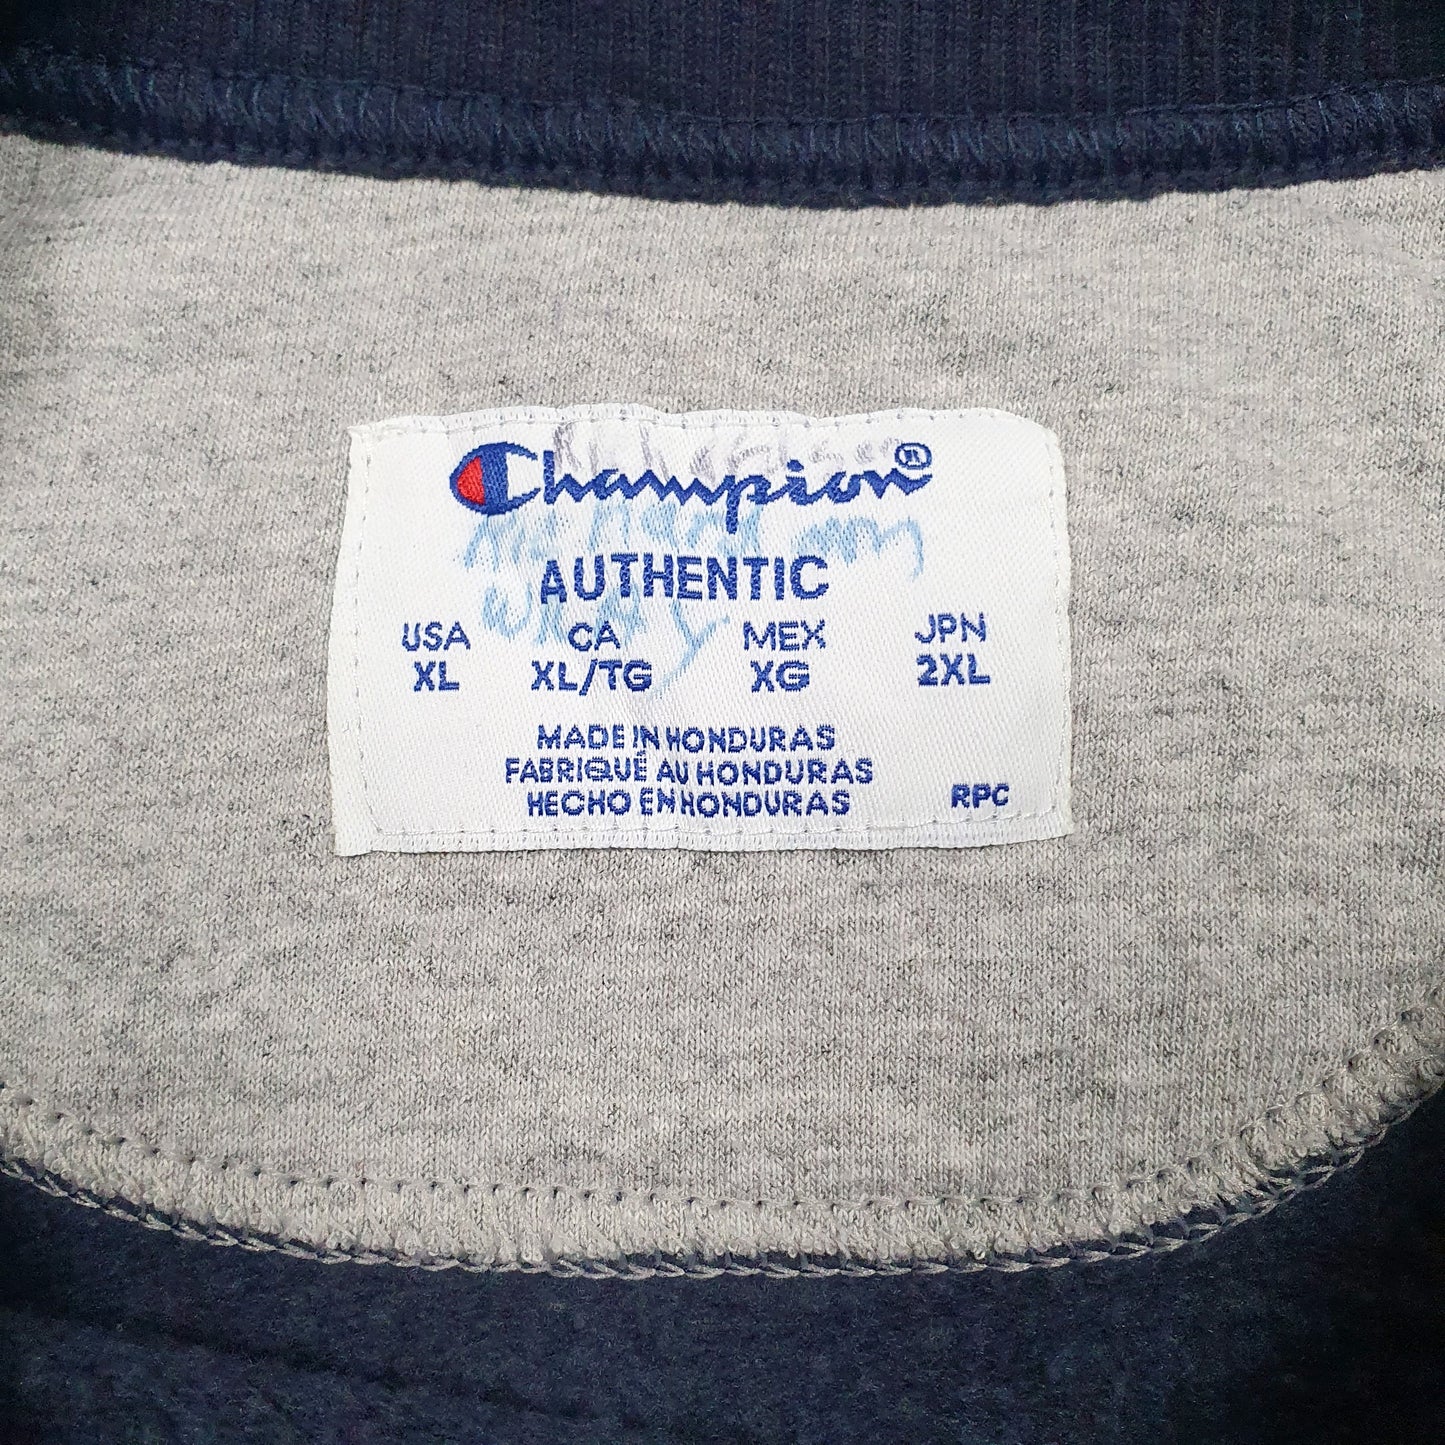 Champion®
AUTHENTIC
USA CA MEX JPN
XL XL/TG XG 2XL
MADE IN HONDURAS
FABRIQUÉ AU HONDURAS
HECHO EN HONDURAS
RPC